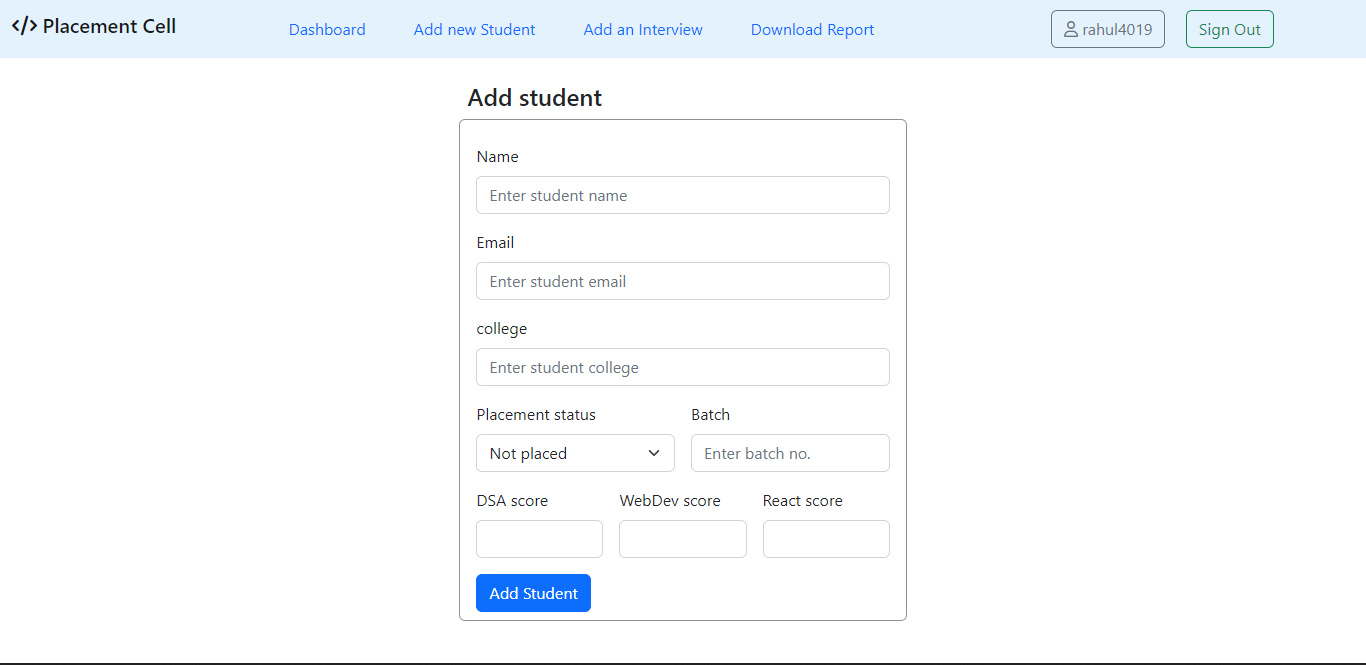 </> Placement Cell Dashboard Add new Student Add an Interview Download Report rahul4019 Sign Out
Add student
Name
Enter student name
Email
Enter student email
college
Enter student college
Placement status Batch
Not placed Enter batch no.
DSA score WebDev score React score
Add Student